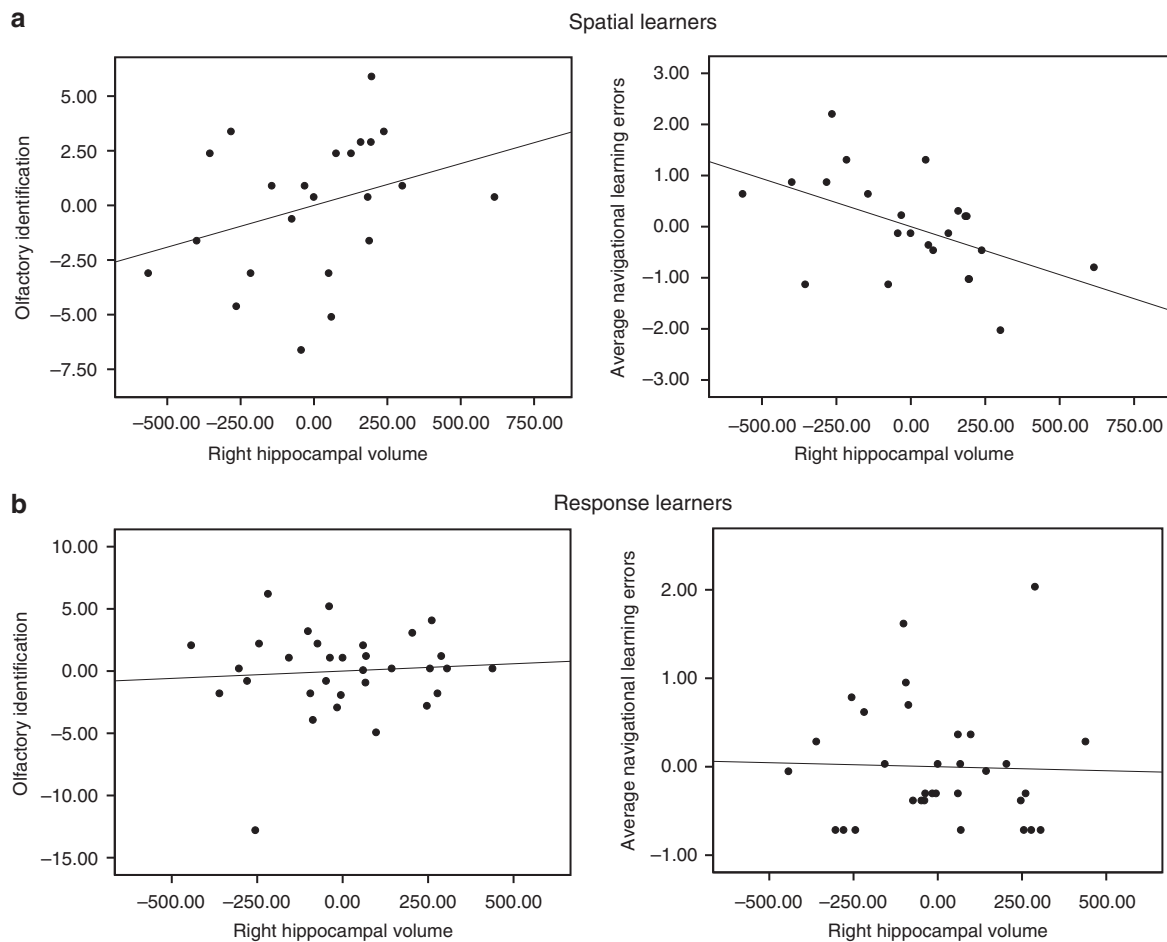 a
Spatial learners
Olfactory identification
5.00
2.50
0.00
–2.50
–5.00
–7.50
–500.00 –250.00 0.00 250.00 500.00 750.00
Right hippocampal volume
Average navigational learning errors
3.00
2.00
1.00
0.00
–1.00
–2.00
–3.00
–500.00 –250.00 0.00 250.00 500.00 750.00
Right hippocampal volume
b
Response learners
Olfactory identification
10.00
5.00
0.00
–5.00
–10.00
–15.00
–500.00 –250.00 0.00 250.00 500.00
Right hippocampal volume
Average navigational learning errors
2.00
1.00
0.00
–1.00
–500.00 –250.00 0.00 250.00 500.00
Right hippocampal volume